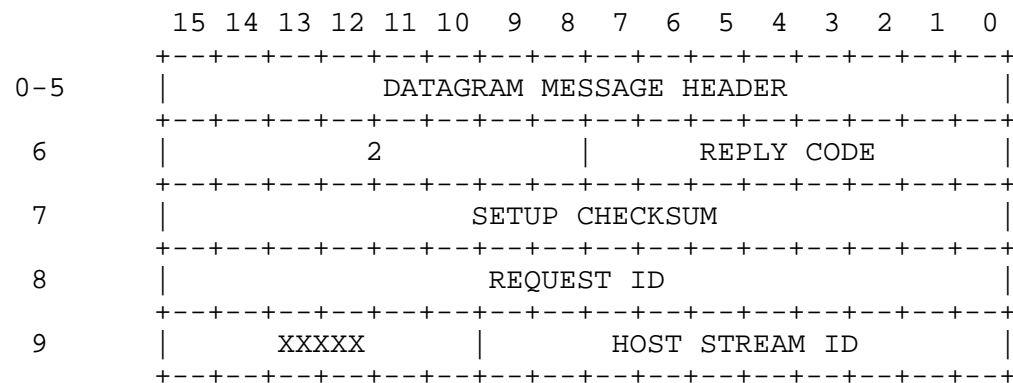 15 14 13 12 11 10 9 8 7 6 5 4 3 2 1 0
+--+--+--+--+--+--+--+--+--+--+--+--+--+--+--+--+
0-5 | DATAGRAM MESSAGE HEADER |
+--+--+--+--+--+--+--+--+--+--+--+--+--+--+--+--+
6 | 2 | REPLY CODE |
+--+--+--+--+--+--+--+--+--+--+--+--+--+--+--+--+
7 | SETUP CHECKSUM |
+--+--+--+--+--+--+--+--+--+--+--+--+--+--+--+--+
8 | REQUEST ID |
+--+--+--+--+--+--+--+--+--+--+--+--+--+--+--+--+
9 | XXXXX | HOST STREAM ID |
+--+--+--+--+--+--+--+--+--+--+--+--+--+--+--+--+